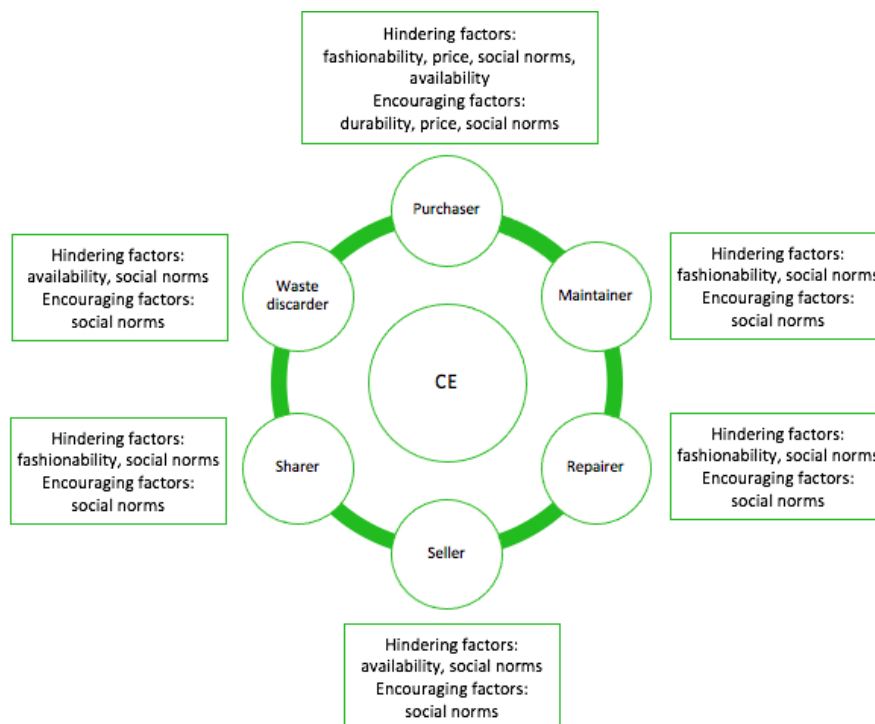 Hindering factors:
fashionability, price, social norms,
availability
Encouraging factors:
durability, price, social norms
Purchaser
Hindering factors:
availability, social norms
Encouraging factors:
social norms
Waste
discarder
Maintainer
Hindering factors:
fashionability, social norms
Encouraging factors:
social norms
CE
Hindering factors:
fashionability, social norms
Encouraging factors:
social norms
Sharer
Repairer
Hindering factors:
fashionability, social norms
Encouraging factors:
social norms
Seller
Hindering factors:
availability, social norms
Encouraging factors:
social norms